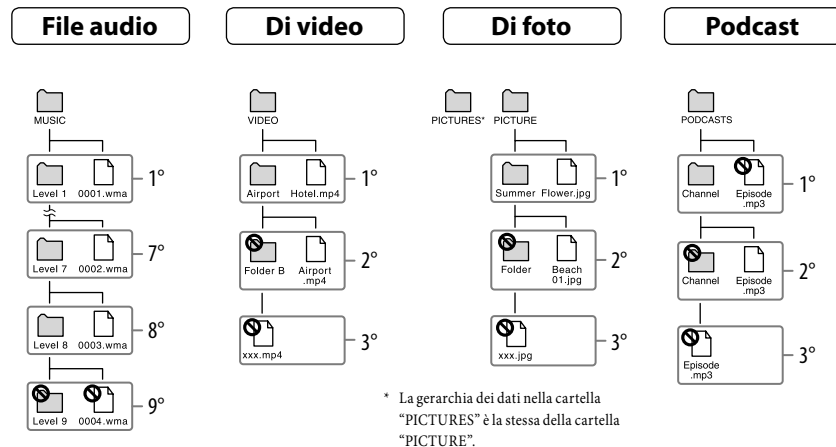 File audio
Di video
Di foto
Podcast
MUSIC
Level 1 0001.wma
1°
Level 7 0002.wma
7°
Level 8 0003.wma
8°
Level 9 0004.wma
9°
VIDEO
Airport Hotel.mp4
1°
Folder B Airport
.mp4
2°
xxx.mp4
3°
PICTURES* PICTURE
Summer Flower.jpg
1°
Folder Beach
01.jpg
2°
xxx.jpg
3°
* La gerarchia dei dati nella cartella
“PICTURES” è la stessa della cartella
“PICTURE”.
PODCASTS
Channel Episode
.mp3
1°
Channel Episode
.mp3
2°
Episode
.mp3
3°